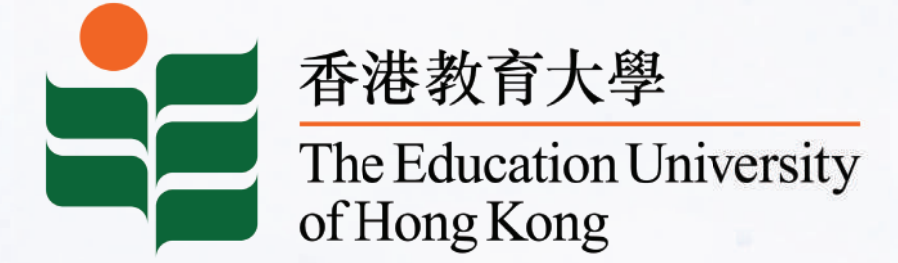 香港教育大學
The Education University
of Hong Kong